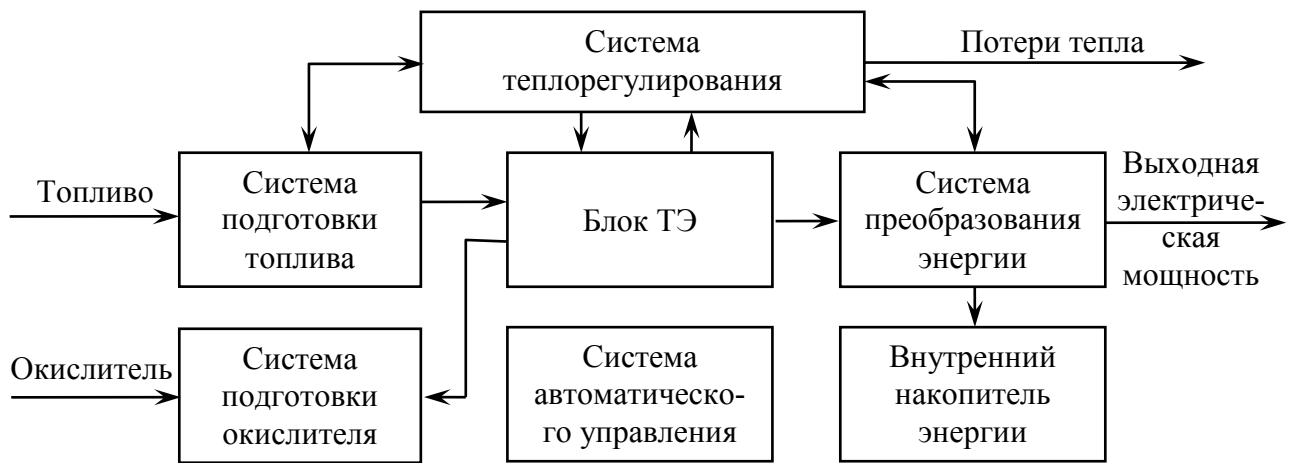 Система
теплорегулирования
Потери тепла
Топливо
Система
подготовки
топлива
Блок ТЭ
Система
преобразования
энергии
Выходная
электриче-
ская
мощность
Окислитель
Система
подготовки
окислителя
Система
автоматическо-
го управления
Внутренний
накопитель
энергии